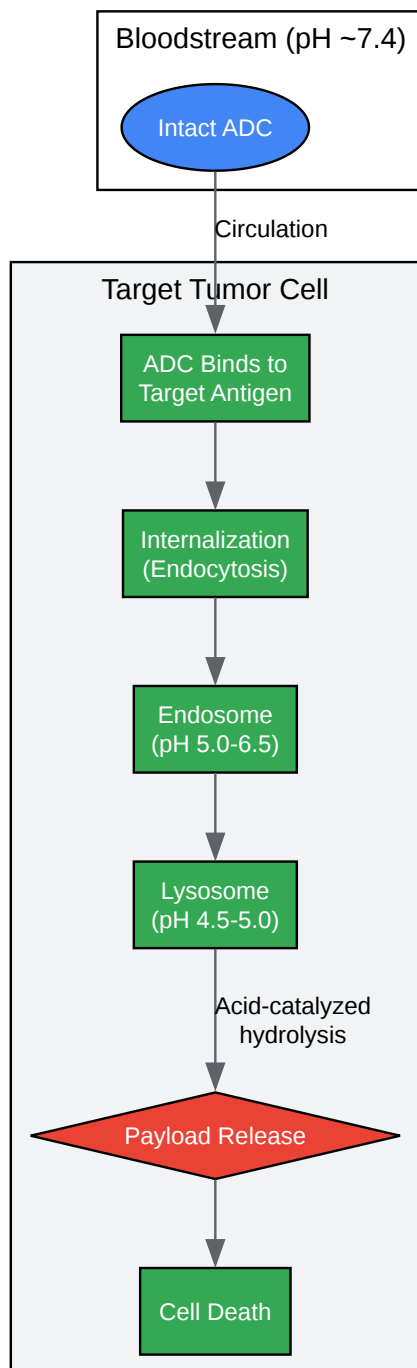 Bloodstream (pH ~7.4)
Intact ADC
Circulation
Target Tumor Cell
ADC Binds to
Target Antigen
Internalization
(Endocytosis)
Endosome
(pH 5.0-6.5)
Lysosome
(pH 4.5-5.0)
Acid-catalyzed
hydrolysis
Payload Release
Cell Death